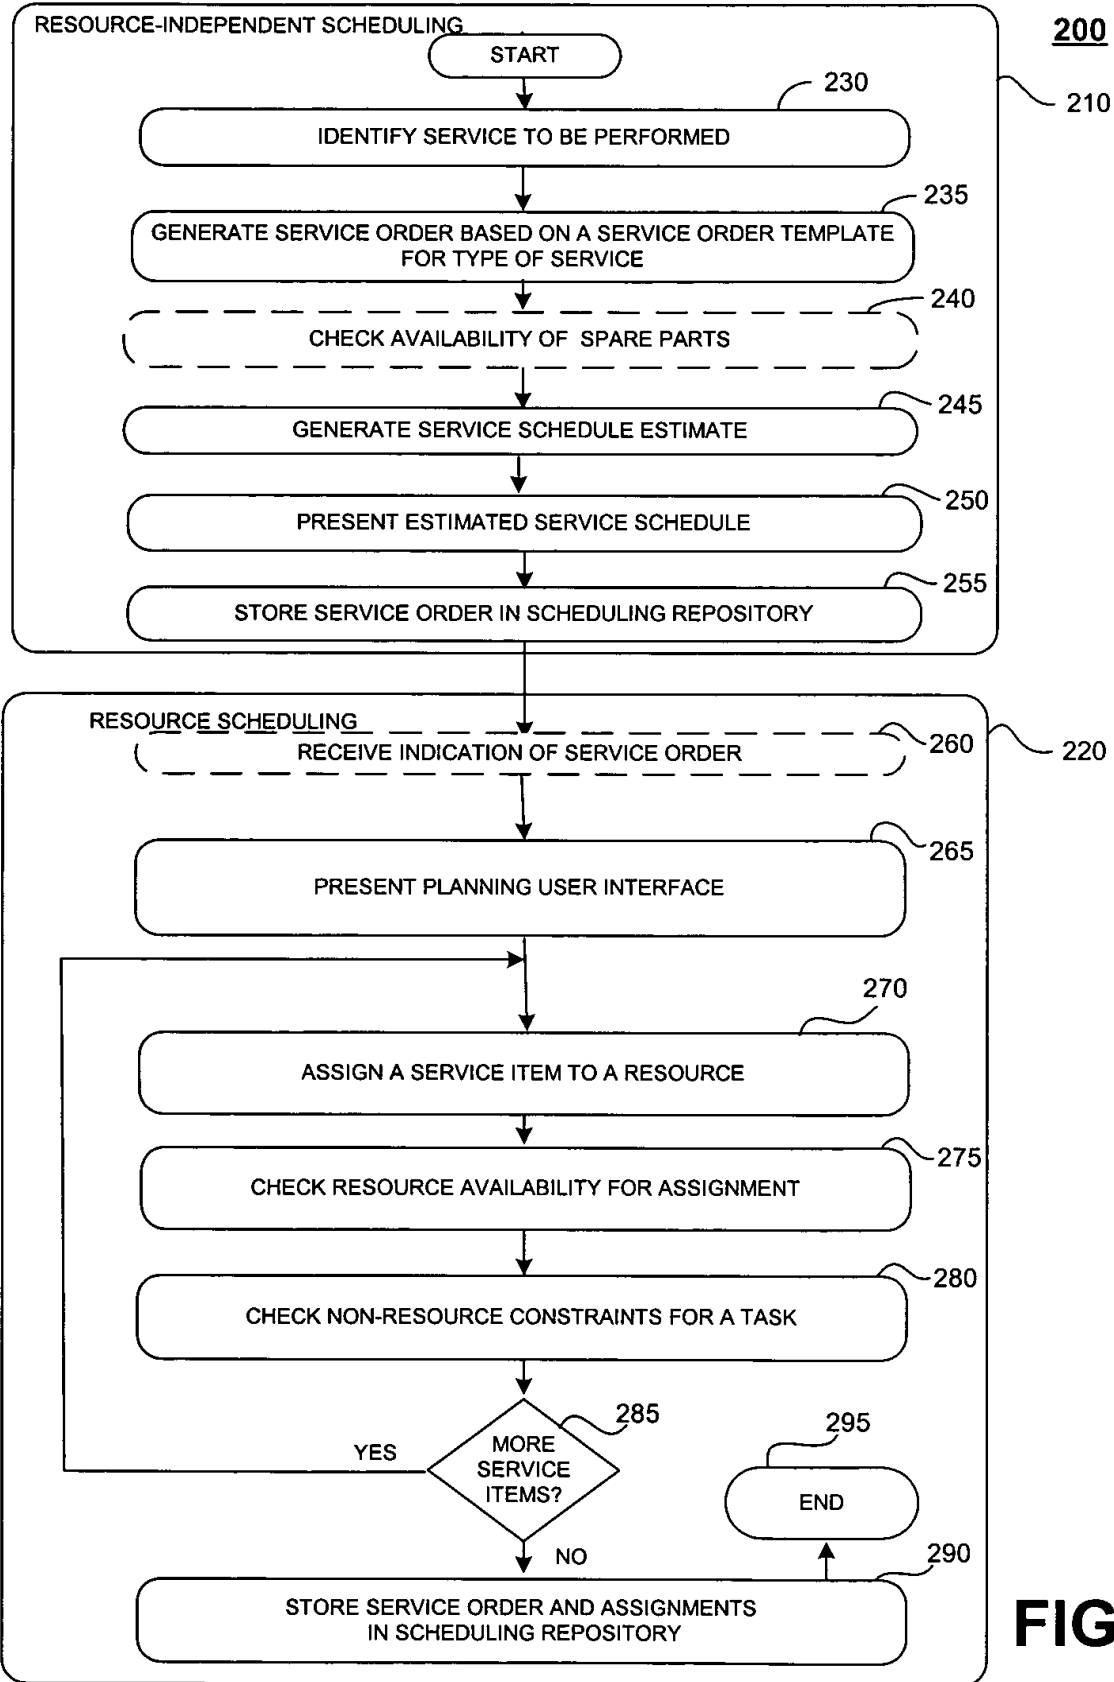 RESOURCE-INDEPENDENT SCHEDULING
200
START
210
230
IDENTIFY SERVICE TO BE PERFORMED
235
GENERATE SERVICE ORDER BASED ON A SERVICE ORDER TEMPLATE
FOR TYPE OF SERVICE
240
CHECK AVAILABILITY OF SPARE PARTS
245
GENERATE SERVICE SCHEDULE ESTIMATE
250
PRESENT ESTIMATED SERVICE SCHEDULE
255
STORE SERVICE ORDER IN SCHEDULING REPOSITORY
RESOURCE SCHEDULING
260
220
RECEIVE INDICATION OF SERVICE ORDER
265
PRESENT PLANNING USER INTERFACE
270
ASSIGN A SERVICE ITEM TO A RESOURCE
275
CHECK RESOURCE AVAILABILITY FOR ASSIGNMENT
280
CHECK NON-RESOURCE CONSTRAINTS FOR A TASK
285
YES
MORE
SERVICE
ITEMS?
295
END
NO
290
STORE SERVICE ORDER AND ASSIGNMENTS
IN SCHEDULING REPOSITORY
FIG